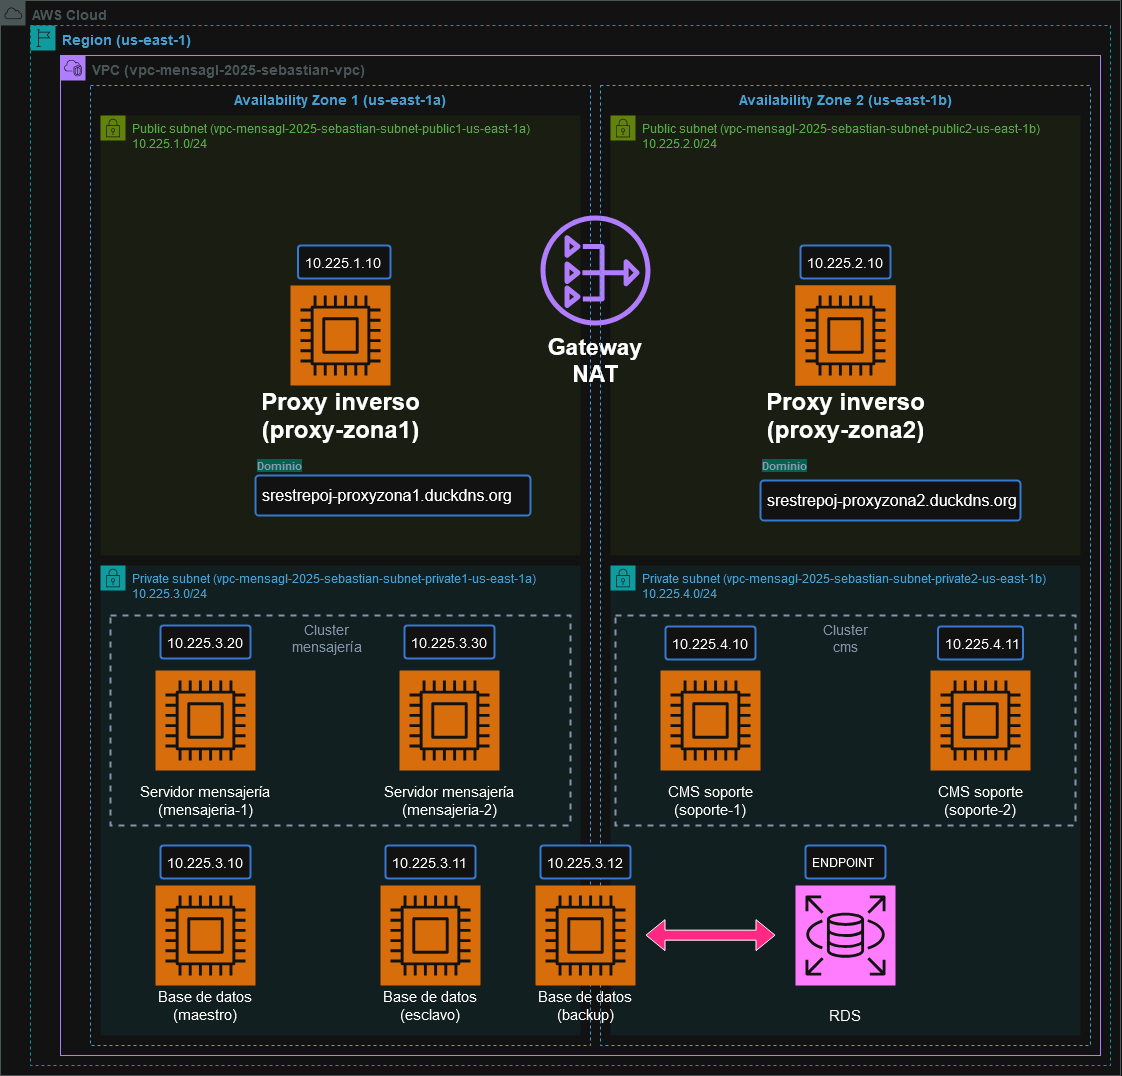 AWS Cloud
Region (us-east-1)
VPC (vpc-mensagl-2025-sebastian-vpc)
Availability Zone 1 (us-east-1a)
Public subnet (vpc-mensagl-2025-sebastian-subnet-public1-us-east-1a)
10.225.1.0/24
10.225.1.10
Proxy inverso
(proxy-zona1)
Dominio
srestrepoj-proxyzona1.duckdns.org
Gateway
NAT
Availability Zone 2 (us-east-1b)
Public subnet (vpc-mensagl-2025-sebastian-subnet-public2-us-east-1b)
10.225.2.0/24
10.225.2.10
Proxy inverso
(proxy-zona2)
Dominio
srestrepoj-proxyzona2.duckdns.org
Private subnet (vpc-mensagl-2025-sebastian-subnet-private1-us-east-1a)
10.225.3.0/24
Cluster
mensajería
10.225.3.20
Servidor mensajería
(mensajeria-1)
10.225.3.30
Servidor mensajería
(mensajeria-2)
10.225.3.10
Base de datos
(maestro)
10.225.3.11
Base de datos
(esclavo)
10.225.3.12
Base de datos
(backup)
Private subnet (vpc-mensagl-2025-sebastian-subnet-private2-us-east-1b)
10.225.4.0/24
Cluster
cms
10.225.4.10
CMS soporte
(soporte-1)
10.225.4.11
CMS soporte
(soporte-2)
ENDPOINT
RDS